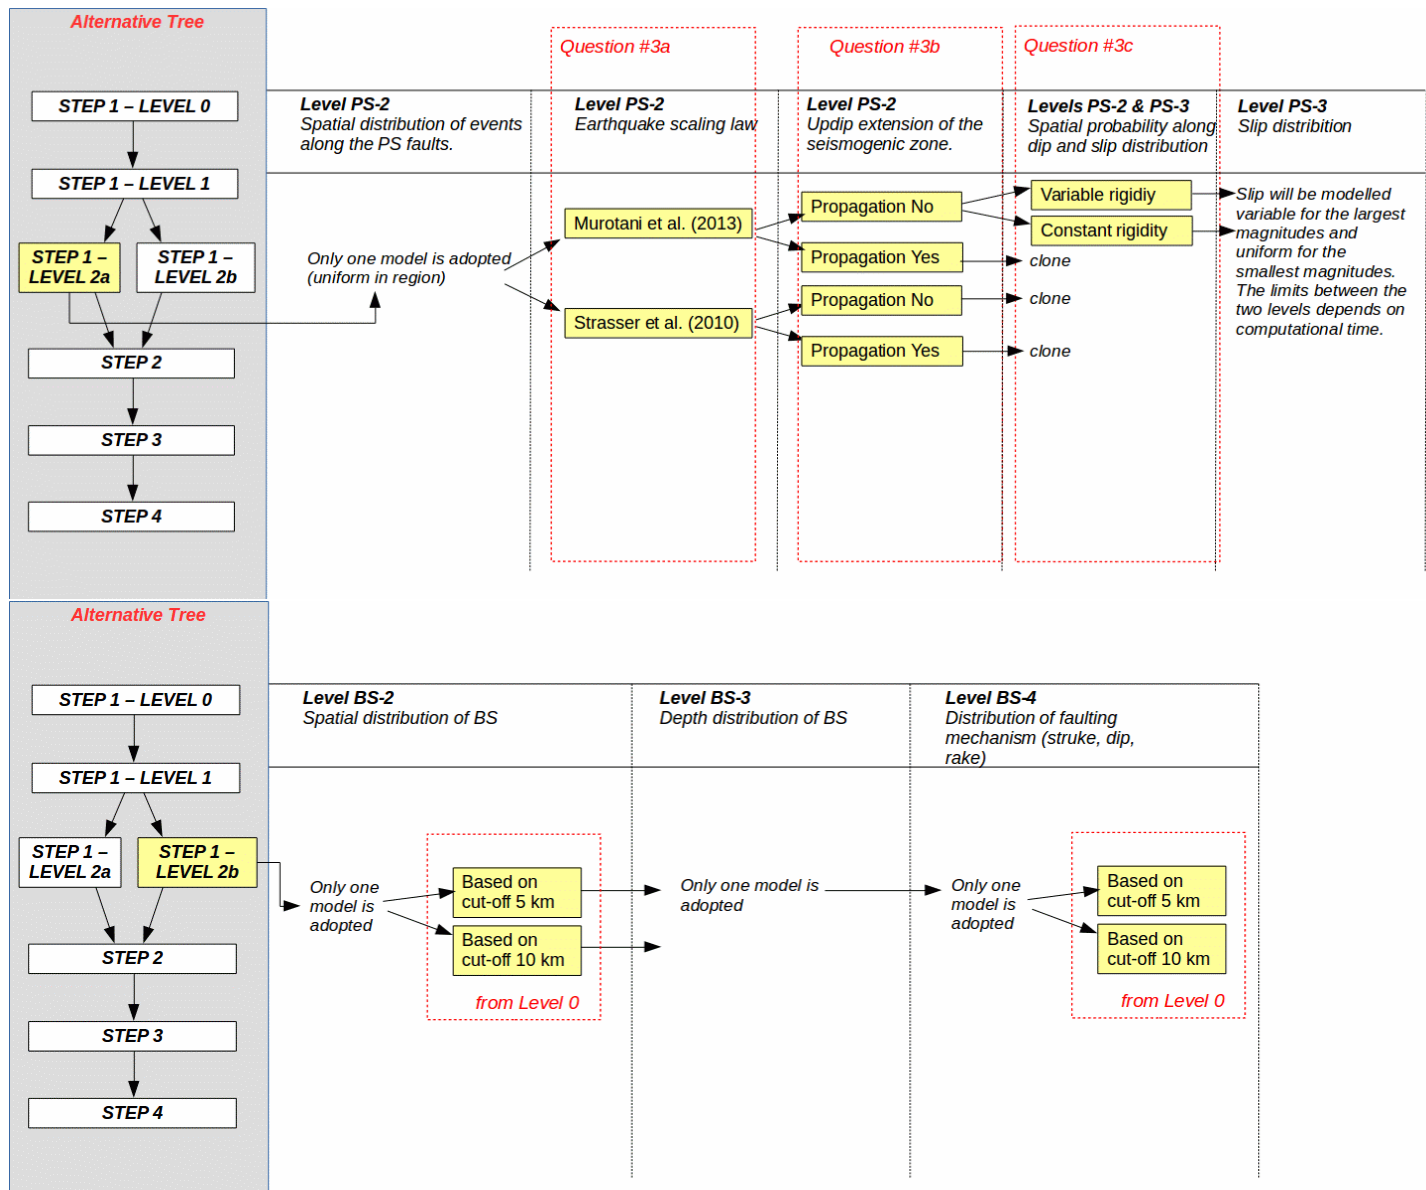 Alternative Tree
STEP 1 – LEVEL 0
STEP 1 – LEVEL 1
STEP 1 –
LEVEL 2a
STEP 1 –
LEVEL 2b
STEP 2
STEP 3
STEP 4
Level PS-2
Spatial distribution of events
along the PS faults.
Only one model is adopted
(uniform in region)
Question #3a
Level PS-2
Earthquake scaling law
Murotani et al. (2013)
Strasser et al. (2010)
Question #3b
Level PS-2
Updip extension of the
seismogenic zone.
Propagation No
Propagation Yes
Propagation No
Propagation Yes
Question #3c
Levels PS-2 & PS-3
Spatial probability along
dip and slip distribution
Variable rigidiy
Constant rigidity
clone
clone
clone
Level PS-3
Slip distribition
Slip will be modelled
variable for the largest
magnitudes and
uniform for the
smallest magnitudes.
The limits between the
two levels depends on
computational time.
Alternative Tree
STEP 1 – LEVEL 0
STEP 1 – LEVEL 1
STEP 1 –
LEVEL 2a
STEP 1 –
LEVEL 2b
STEP 2
STEP 3
STEP 4
Level BS-2
Spatial distribution of BS
Only one
model is
adopted
Based on
cut-off 5 km
Based on
cut-off 10 km
from Level 0
Level BS-3
Depth distribution of BS
Only one model is
adopted
Level BS-4
Distribution of faulting
mechanism (struke, dip,
rake)
Only one
model is
adopted
Based on
cut-off 5 km
Based on
cut-off 10 km
from Level 0